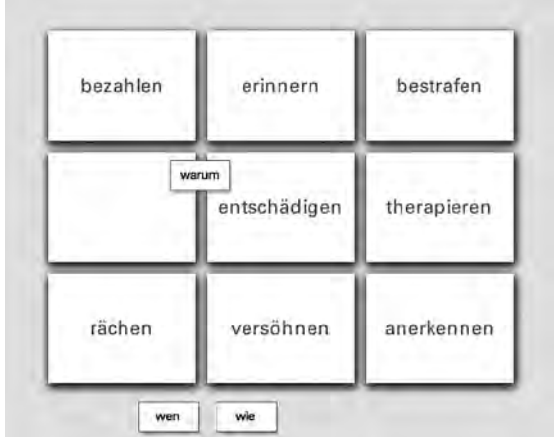 bezahlen
erinnern
bestrafen
warum
entschädigen
therapieren
rächen
versöhnen
anerkennen
wen
wie